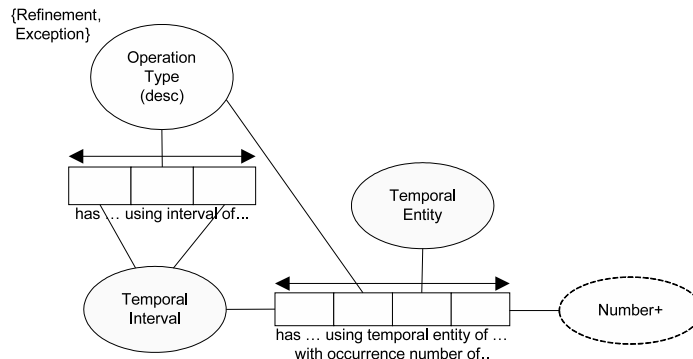 {Refinement,
Exception}
Operation
Type
(desc)
has ... using interval of...
Temporal
Entity
Temporal
Interval
Number+
has ... using temporal entity of ...
with occurrence number of..